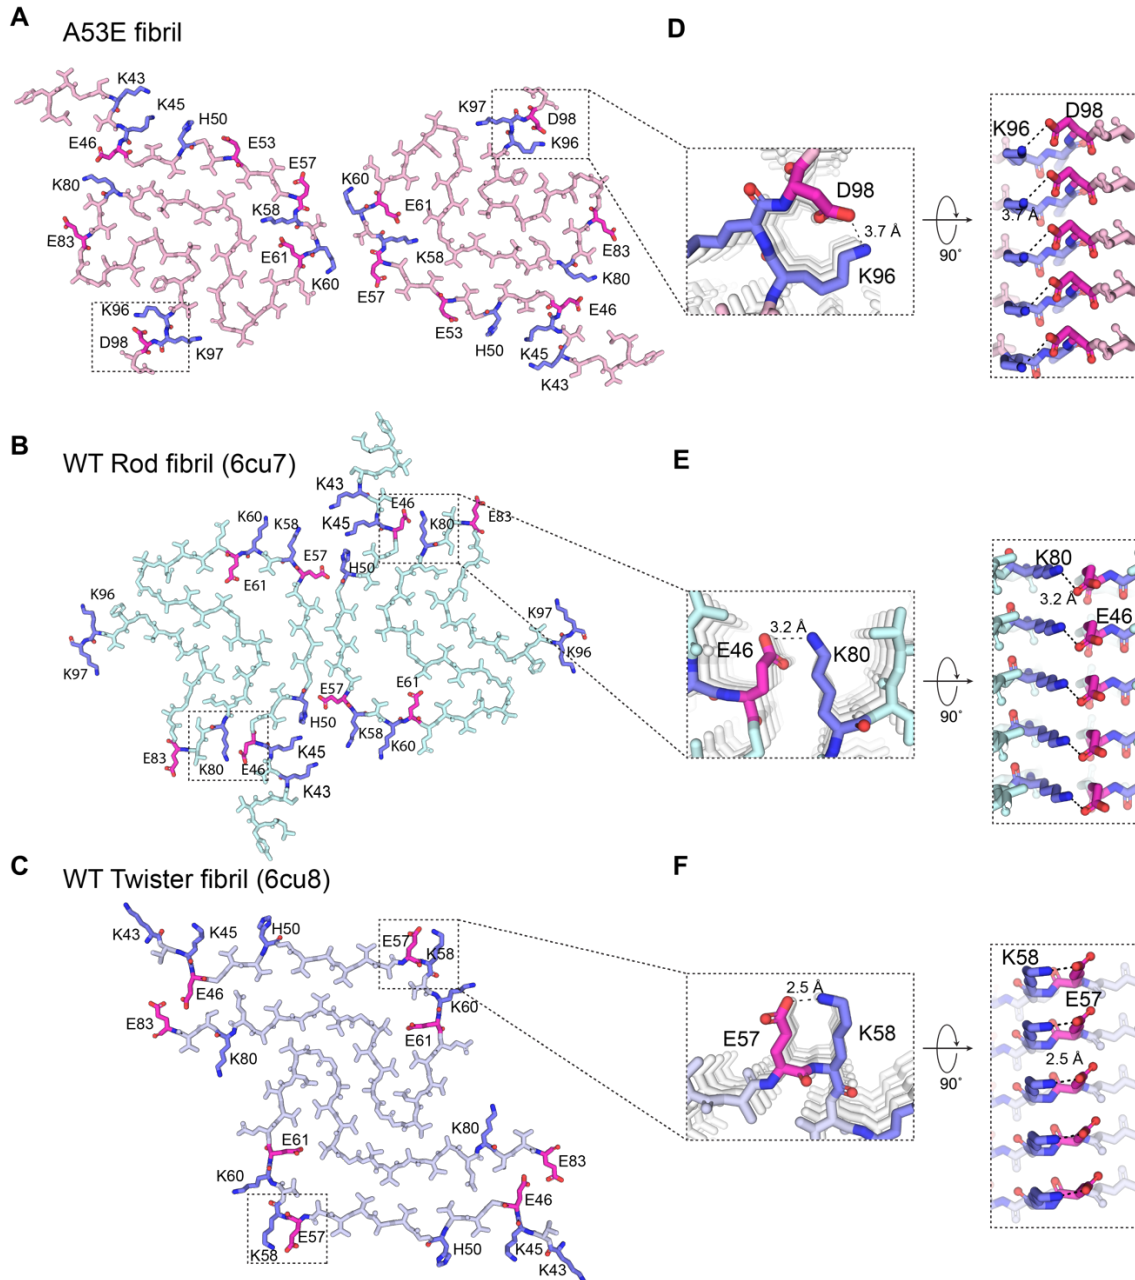 A
A53E fibril
K43
K45
H50
E46
E53
E57
K80
K58
E83
E61
K60
K96
D98
K97
K97
D98
K96
K60
E61
E83
K58
K80
E57
E46
E53
H50
K45
K43
D
D98
3.7 Å
K96
90°
K96
D98
3.7 Å
B
WT Rod fibril (6cu7)
K43
E46
K60
K58
K45
K80
E83
E57
H50
E61
K96
K97
K97
K96
E57
E61
H50
K58
K60
E83
K80
E46
K45
K43
E
3.2 Å
E46
K80
90°
K80
3.2 Å
E46
C
WT Twister fibril (6cu8)
K43
K45
H50
E57
K58
E46
K60
E83
E61
K80
K80
E61
E83
K60
E46
E57
K58
H50
K45
K43
F
2.5 Å
E57
K58
90°
K58
E57
2.5 Å